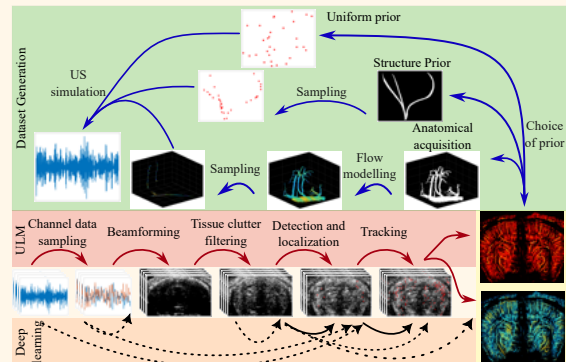 Uniform prior
US
simulation
Structure Prior
Sampling
Dataset Generation
Choice
of prior
Anatomical
acquisition
Sampling
Flow
modelling
ULM
Channel data
sampling
Beamforming
Tissue clutter
filtering
Detection and
localization
Tracking
Deep
learning